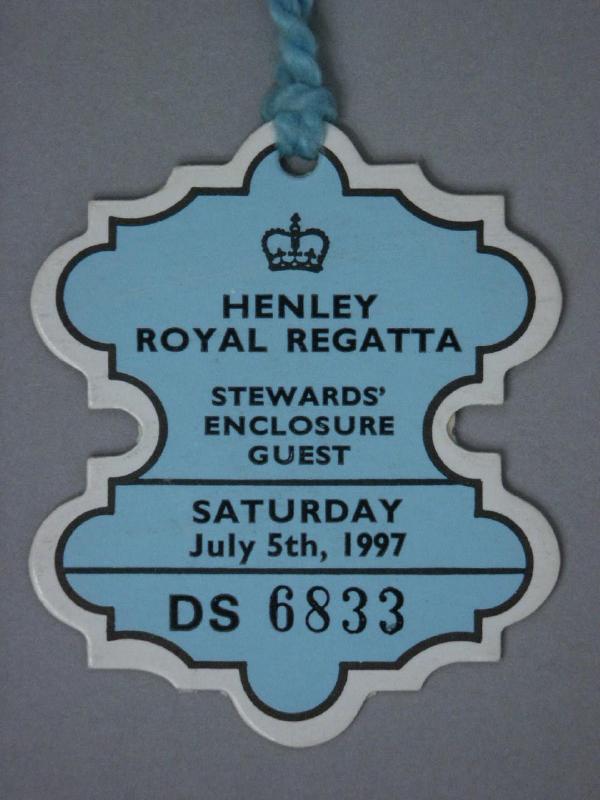 HENLEY
ROYAL REGATTA
STEWARDS'
ENCLOSURE
GUEST
SATURDAY
July 5th, 1997
DS 6833